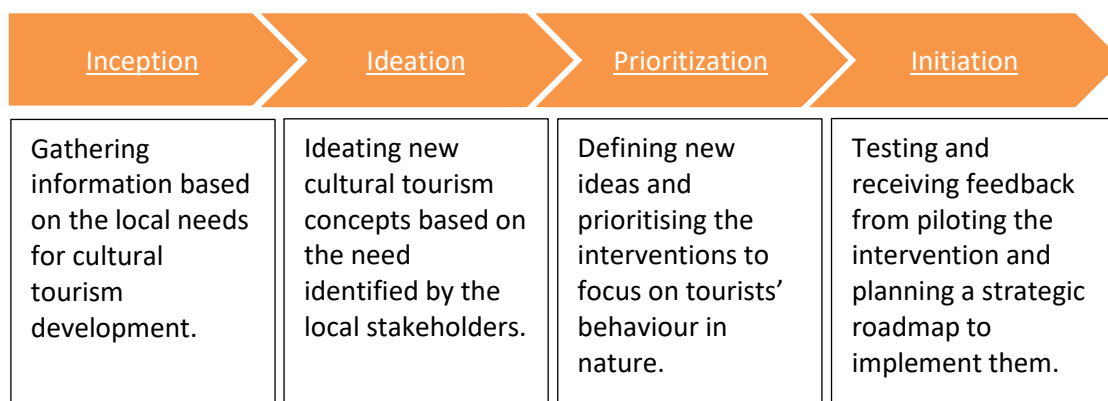 Inception
Ideation
Prioritization
Initiation
Gathering
information based
on the local needs
for cultural
tourism
development.
Ideating new
cultural tourism
concepts based on
the need
identified by the
local stakeholders.
Defining new
ideas and
prioritising the
interventions to
focus on tourists’
behaviour in
nature.
Testing and
receiving feedback
from piloting the
intervention and
planning a strategic
roadmap to
implement them.